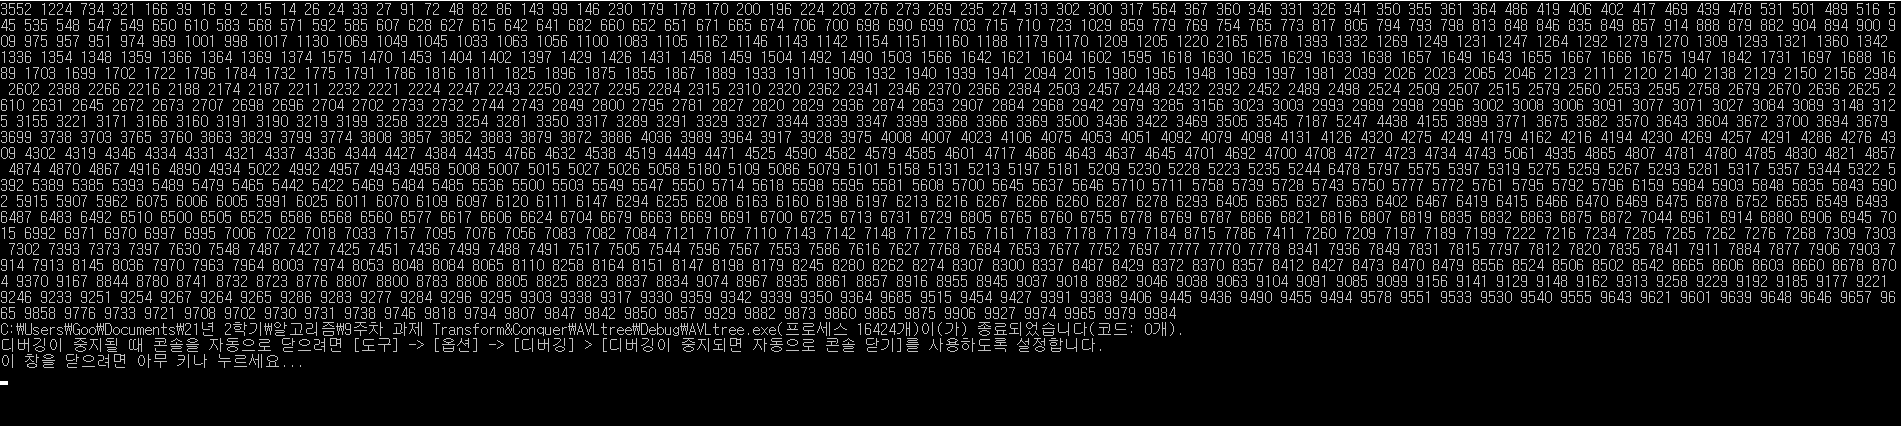 3552 1224 734 321 166 39 16 9 2 15 14 26 24 33 27 91 72 48 82 86 143 99 146 230 179 178 170 200 196 224 203 276 273 269 235 274 313 302 300 317 564 367 360 346 331 326 341 350 355 361 364 486 419 406 402 417 469 439 478 531 501 489 516 5
45 535 548 547 549 650 610 583 568 571 592 585 607 628 627 615 642 641 682 660 652 651 671 665 674 706 700 698 690 699 703 715 710 723 1029 859 779 769 754 765 773 817 805 794 793 798 813 848 846 835 849 857 914 888 879 882 904 894 900 9
09 975 957 951 974 969 1001 998 1017 1130 1069 1049 1045 1033 1063 1056 1100 1083 1105 1162 1146 1143 1142 1154 1151 1160 1188 1179 1170 1209 1205 1220 2165 1678 1393 1332 1269 1249 1231 1247 1264 1292 1279 1270 1309 1293 1321 1360 1342
1336 1354 1348 1359 1366 1364 1369 1374 1575 1470 1453 1404 1402 1397 1429 1426 1431 1458 1459 1504 1492 1490 1503 1566 1642 1621 1604 1602 1595 1618 1630 1625 1629 1633 1635 1657 1649 1643 1655 1667 1666 1675 1947 1842 1731 1697 1688 16
89 1703 1699 1702 1722 1796 1784 1732 1775 1791 1786 1816 1811 1825 1896 1875 1855 1867 1889 1933 1911 1906 1932 1940 1939 1941 2094 2015 1980 1965 1948 1969 1997 1981 2039 2026 2023 2065 2046 2123 2111 2120 2140 2138 2129 2150 2156 2984
2602 2388 2266 2216 2188 2174 2187 2211 2232 2221 2224 2247 2243 2250 2327 2295 2284 2315 2310 2320 2362 2341 2346 2370 2366 2384 2503 2457 2448 2432 2392 2452 2489 2498 2524 2509 2507 2515 2579 2560 2553 2595 2758 2679 2670 2636 2625 2
610 2631 2645 2672 2673 2707 2698 2696 2704 2702 2733 2732 2744 2743 2849 2800 2795 2781 2827 2820 2829 2936 2874 2853 2907 2884 2968 2942 2979 3285 3156 3023 3003 2993 2989 2998 2996 3002 3008 3006 3091 3077 3071 3027 3084 3089 3148 312
5 3155 3221 3171 3166 3160 3191 3190 3219 3199 3258 3229 3254 3281 3350 3317 3289 3291 3329 3327 3344 3339 3347 3399 3368 3366 3369 3500 3436 3422 3469 3505 3545 7187 5247 4438 4155 3899 3771 3675 3582 3570 3643 3604 3672 3700 3694 3679
3699 3738 3703 3765 3760 3863 3829 3799 3774 3808 3857 3852 3883 3879 3872 3886 4036 3989 3964 3917 3928 3975 4008 4007 4023 4106 4075 4053 4051 4092 4079 4098 4131 4126 4320 4275 4249 4179 4162 4216 4194 4230 4269 4257 4291 4286 4276 43
09 4302 4319 4346 4334 4331 4321 4337 4336 4344 4427 4384 4435 4766 4632 4538 4519 4449 4471 4525 4590 4582 4579 4585 4601 4717 4686 4643 4637 4645 4701 4692 4700 4708 4727 4723 4734 4743 5061 4935 4865 4807 4781 4780 4785 4830 4821 4857
4874 4870 4867 4916 4890 4934 5022 4992 4957 4943 4958 5008 5007 5015 5027 5026 5058 5180 5109 5086 5079 5101 5158 5131 5213 5197 5181 5209 5230 5228 5223 5235 5244 6478 5797 5575 5397 5319 5275 5259 5267 5293 5281 5317 5357 5344 5322 5
392 5389 5385 5393 5489 5479 5465 5442 5422 5469 5484 5485 5536 5500 5503 5549 5547 5550 5714 5618 5598 5595 5581 5608 5700 5645 5637 5646 5710 5711 5758 5739 5728 5743 5750 5777 5772 5761 5795 5792 5796 6159 5984 5903 5848 5835 5843 590
2 5915 5907 5962 6075 6006 6005 5991 6025 6011 6070 6109 6097 6120 6111 6147 6294 6255 6208 6163 6160 6198 6197 6213 6216 6267 6266 6260 6287 6278 6293 6405 6365 6327 6363 6402 6467 6419 6415 6466 6470 6469 6475 6878 6752 6655 6549 6493
6487 6483 6492 6510 6500 6505 6525 6586 6568 6560 6577 6617 6606 6624 6704 6679 6663 6669 6691 6700 6725 6713 6731 6729 6805 6765 6760 6755 6778 6769 6787 6866 6821 6816 6807 6819 6835 6832 6863 6875 6872 7044 6961 6914 6880 6906 6945 70
15 6992 6971 6970 6997 6995 7006 7022 7018 7033 7157 7095 7076 7056 7083 7082 7084 7121 7107 7110 7143 7142 7148 7172 7165 7161 7183 7178 7179 7184 8715 7786 7411 7260 7209 7197 7189 7199 7222 7216 7234 7285 7265 7262 7276 7268 7309 7303
7302 7393 7373 7397 7630 7548 7487 7427 7425 7451 7436 7499 7488 7491 7517 7505 7544 7596 7567 7553 7586 7616 7627 7768 7684 7653 7677 7752 7697 7777 7770 7778 8341 7936 7849 7831 7815 7797 7812 7820 7835 7841 7911 7884 7877 7906 7903 7
914 7913 8145 8036 7970 7963 7964 8003 7974 8053 8048 8084 8065 8110 8258 8164 8151 8147 8198 8179 8245 8280 8262 8274 8307 8300 8337 8487 8429 8372 8370 8357 8412 8427 8473 8470 8479 8556 8524 8506 8502 8542 8665 8606 8603 8660 8678 870
4 9370 9167 8844 8780 8741 8732 8723 8776 8807 8800 8783 8806 8805 8825 8823 8837 8834 9074 8967 8935 8861 8857 8916 8955 8945 9037 9018 8982 9046 9038 9063 9104 9091 9082 9098 9131 9118 9129 9148 9162 9313 9258 9229 9192 9185 9177 9221
9246 9233 9251 9254 9267 9264 9265 9286 9283 9277 9284 9296 9295 9303 9338 9317 9330 9359 9342 9339 9350 9364 9685 9515 9454 9427 9391 9383 9406 9445 9436 9490 9455 9494 9578 9551 9533 9530 9540 9555 9643 9621 9601 9639 9648 9646 9657 966
65 9858 9776 9733 9721 9708 9792 9787 9818 9807 9825 9947 9898 9847 9842 9880 9875 9906 9974 9965 9979 9984
C:\Users\Goo\Documents\21년 2학기\알고리즘\9주차 과제 Transform&Conquer\AVLtree\Debug\AVLtree.exe(프로세스 16424개)이(가) 종료되었습니다(코드: 0개).
디버깅이 중지될 때 콘솔을 자동으로 닫으려면 [도구] -> [옵션] -> [디버깅] > [디버깅이 중지되면 자동으로 콘솔 닫기]를 사용하도록 설정합니다.
이 창을 닫으려면 아무 키나 누르세요...